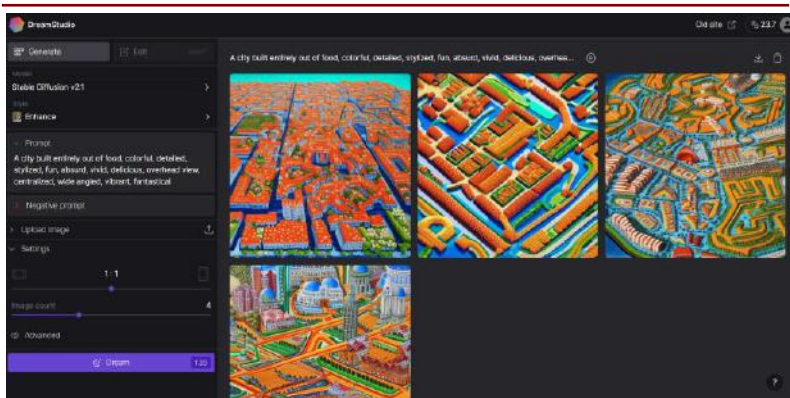 DreamStudio
Old site
23.7
Generate
Edit
A city built entirely out of food, colorful, detailed, stylized, fun, absurd, vivid, delicious, overhea...
Model
Stable Diffusion v2.1
Style
Enhance
Prompt
A city built entirely out of food, colorful, detailed,
stylized, fun, absurd, vivid, delicious, overhead view,
centralized, wide angled, vibrant, fantastical
Negative prompt
Upload image
Settings
1:1
Image count
4
Advanced
Dream
?